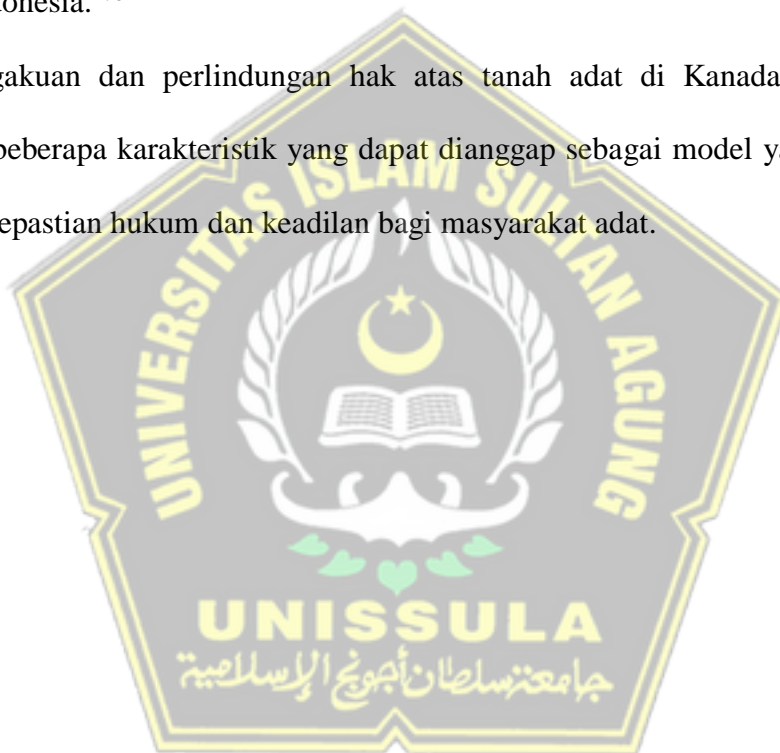 donesia.
gakuan dan perlindungan hak atas tanah adat di Kanada
beberapa karakteristik yang dapat dianggap sebagai model ya
epastian hukum dan keadilan bagi masyarakat adat.
UNIVERSITAS ISLAM SULTAN AGUNG
UNISSULA
جامعة سلطان أجونج الإسلامية